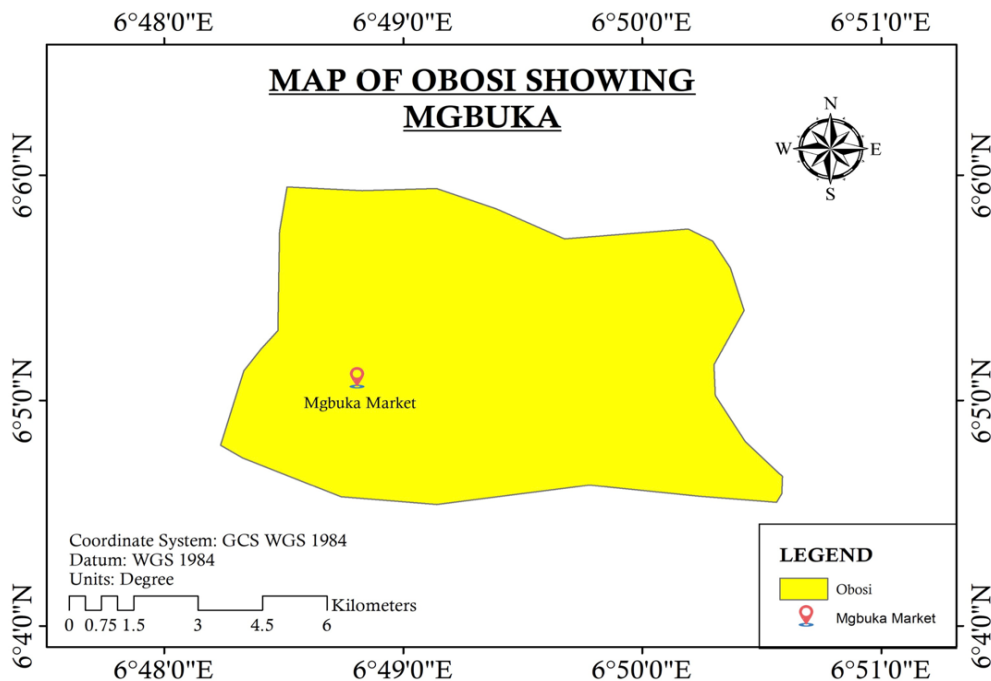 6°48'0"E 6°49'0"E 6°50'0"E 6°51'0"E
MAP OF OBOSI SHOWING
MGBUKA
N
W E
S
6°6'0"N 6°6'0"N
6°5'0"N 6°5'0"N
Mgbuka Market
Coordinate System: GCS WGS 1984
Datum: WGS 1984
Units: Degree
Kilometers
0 0.75 1.5 3 4.5 6
LEGEND
Obosi
Mgbuka Market
6°4'0"N 6°4'0"N
6°48'0"E 6°49'0"E 6°50'0"E 6°51'0"E